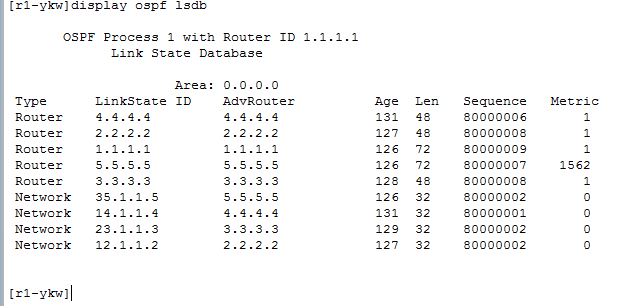 [r1-ykw]display ospf lsdb
OSPF Process 1 with Router ID 1.1.1.1
Link State Database
Area: 0.0.0.0
Type LinkState ID AdvRouter Age Len Sequence Metric
Router 4.4.4.4 4.4.4.4 131 48 80000006 1
Router 2.2.2.2 2.2.2.2 127 48 80000008 1
Router 1.1.1.1 1.1.1.1 126 72 80000009 1
Router 5.5.5.5 5.5.5.5 126 72 80000007 1562
Router 3.3.3.3 3.3.3.3 128 48 80000008 1
Network 35.1.1.5 5.5.5.5 126 32 80000002 0
Network 14.1.1.4 4.4.4.4 131 32 80000001 0
Network 23.1.1.3 3.3.3.3 129 32 80000002 0
Network 12.1.1.2 2.2.2.2 127 32 80000002 0
[r1-ykw]